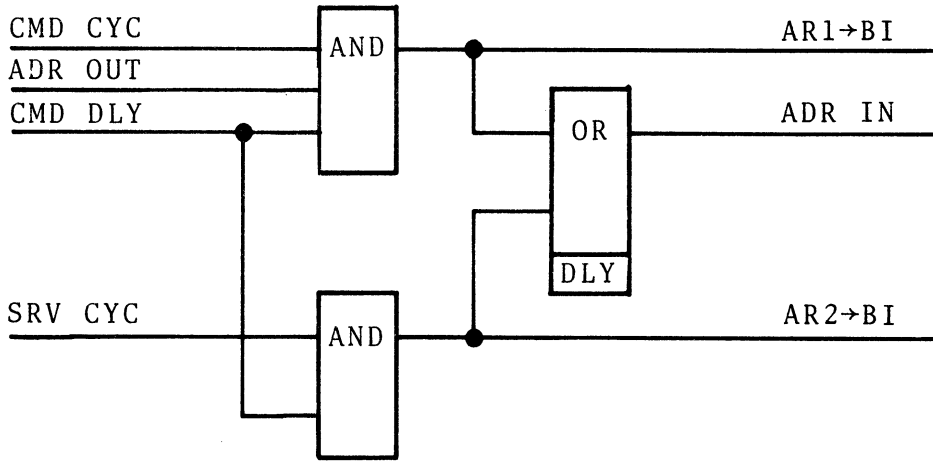 CMD CYC
ADR OUT
CMD DLY
AND
AR1→BI
OR
ADR IN
DLY
SRV CYC
AND
AR2→BI